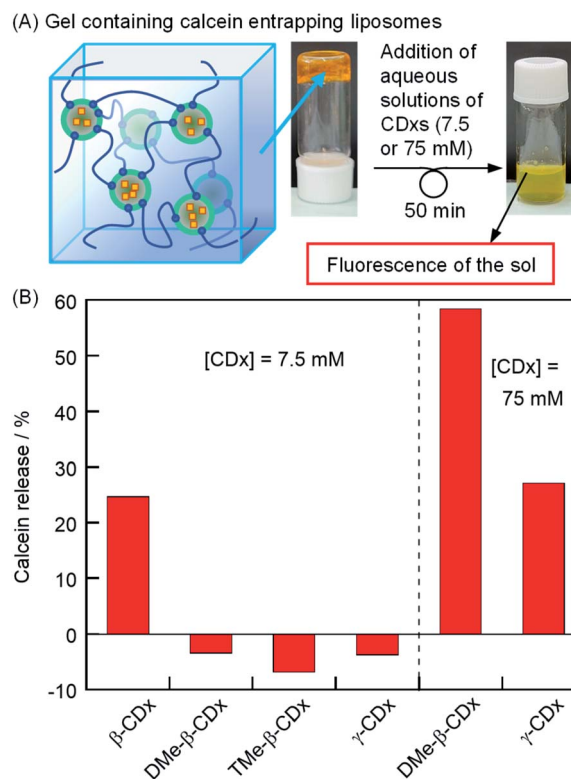 (A) Gel containing calcein entrapping liposomes
Addition of
aqueous
solutions of
CDxs (7.5
or 75 mM)
50 min
Fluorescence of the sol
(B)
60
50
40
30
20
10
0
-10
Calcein release / %
[CDx] = 7.5 mM
[CDx] =
75 mM
β-CDx
DMe-β-CDx
TMe-β-CDx
γ-CDx
DMe-β-CDx
γ-CDx